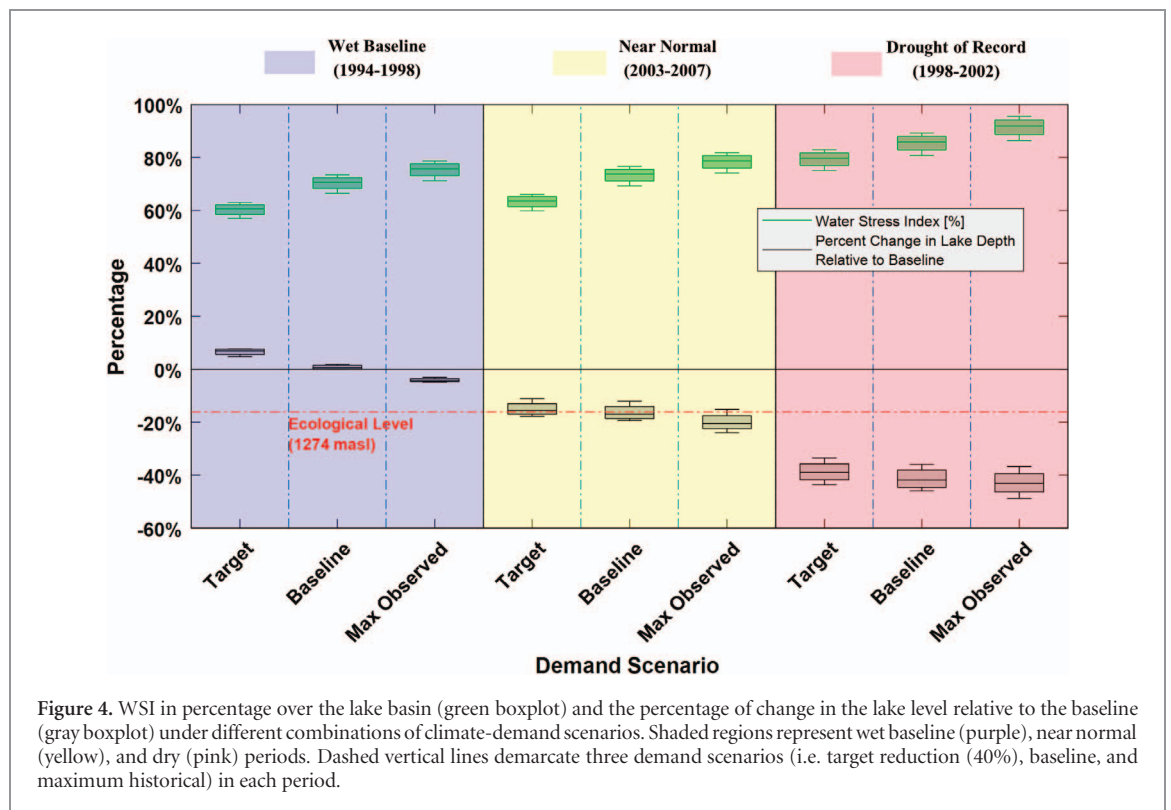 Wet Baseline
(1994-1998)
Near Normal
(2003-2007)
Drought of Record
(1998-2002)
100%
80%
60%
40%
20%
0%
-20%
-40%
-60%
Percentage
Water Stress Index [%]
Percent Change in Lake Depth
Relative to Baseline
Ecological Level
(1274 masl)
Target
Baseline
Max Observed
Target
Baseline
Max Observed
Target
Baseline
Max Observed
Demand Scenario
Figure 4. WSI in percentage over the lake basin (green boxplot) and the percentage of change in the lake level relative to the baseline
(gray boxplot) under different combinations of climate-demand scenarios. Shaded regions represent wet baseline (purple), near normal
(yellow), and dry (pink) periods. Dashed vertical lines demarcate three demand scenarios (i.e. target reduction (40%), baseline, and
maximum historical) in each period.